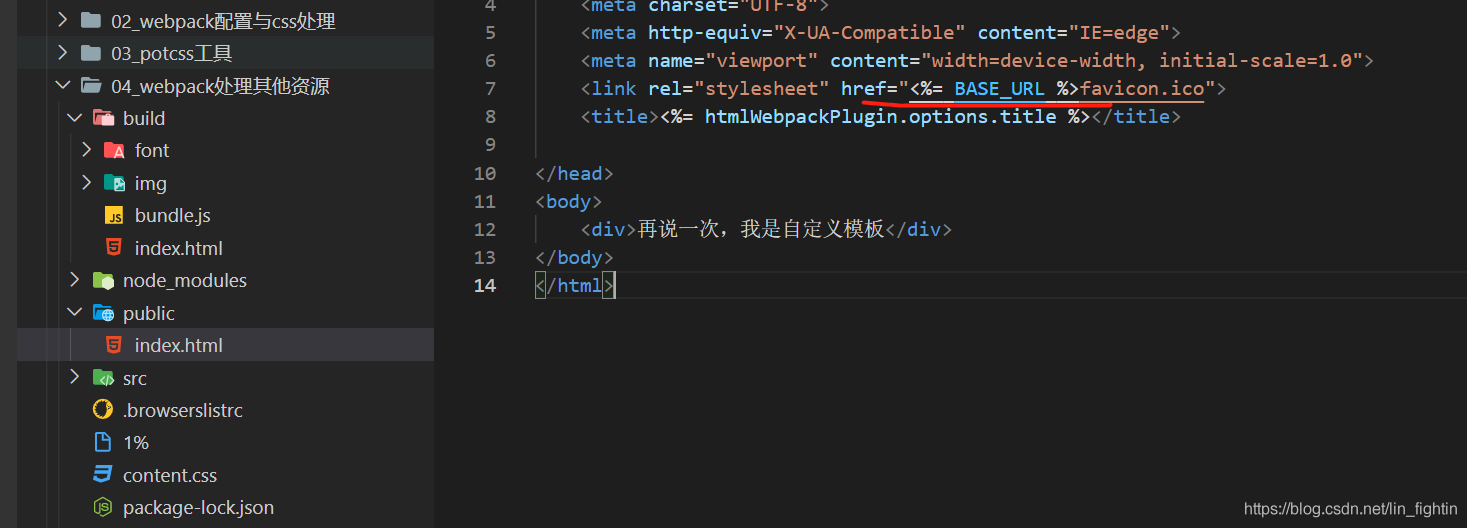 02_webpack配置与css处理
03_potcss工具
04_webpack处理其他资源
build
font
img
JS bundle.js
index.html
node_modules
public
index.html
src
.browserslistrc
1%
content.css
package-lock.json
4 <meta charset="UTF-8">
5 <meta http-equiv="X-UA-Compatible" content="IE=edge">
6 <meta name="viewport" content="width=device-width, initial-scale=1.0">
7 <link rel="stylesheet" href="<%= BASE_URL %>favicon.ico">
8 <title><%= htmlWebpackPlugin.options.title %></title>
9
10 </head>
11 <body>
12 <div>再说一次，我是自定义模板</div>
13 </body>
14 </html>
https://blog.csdn.net/lin_fightin